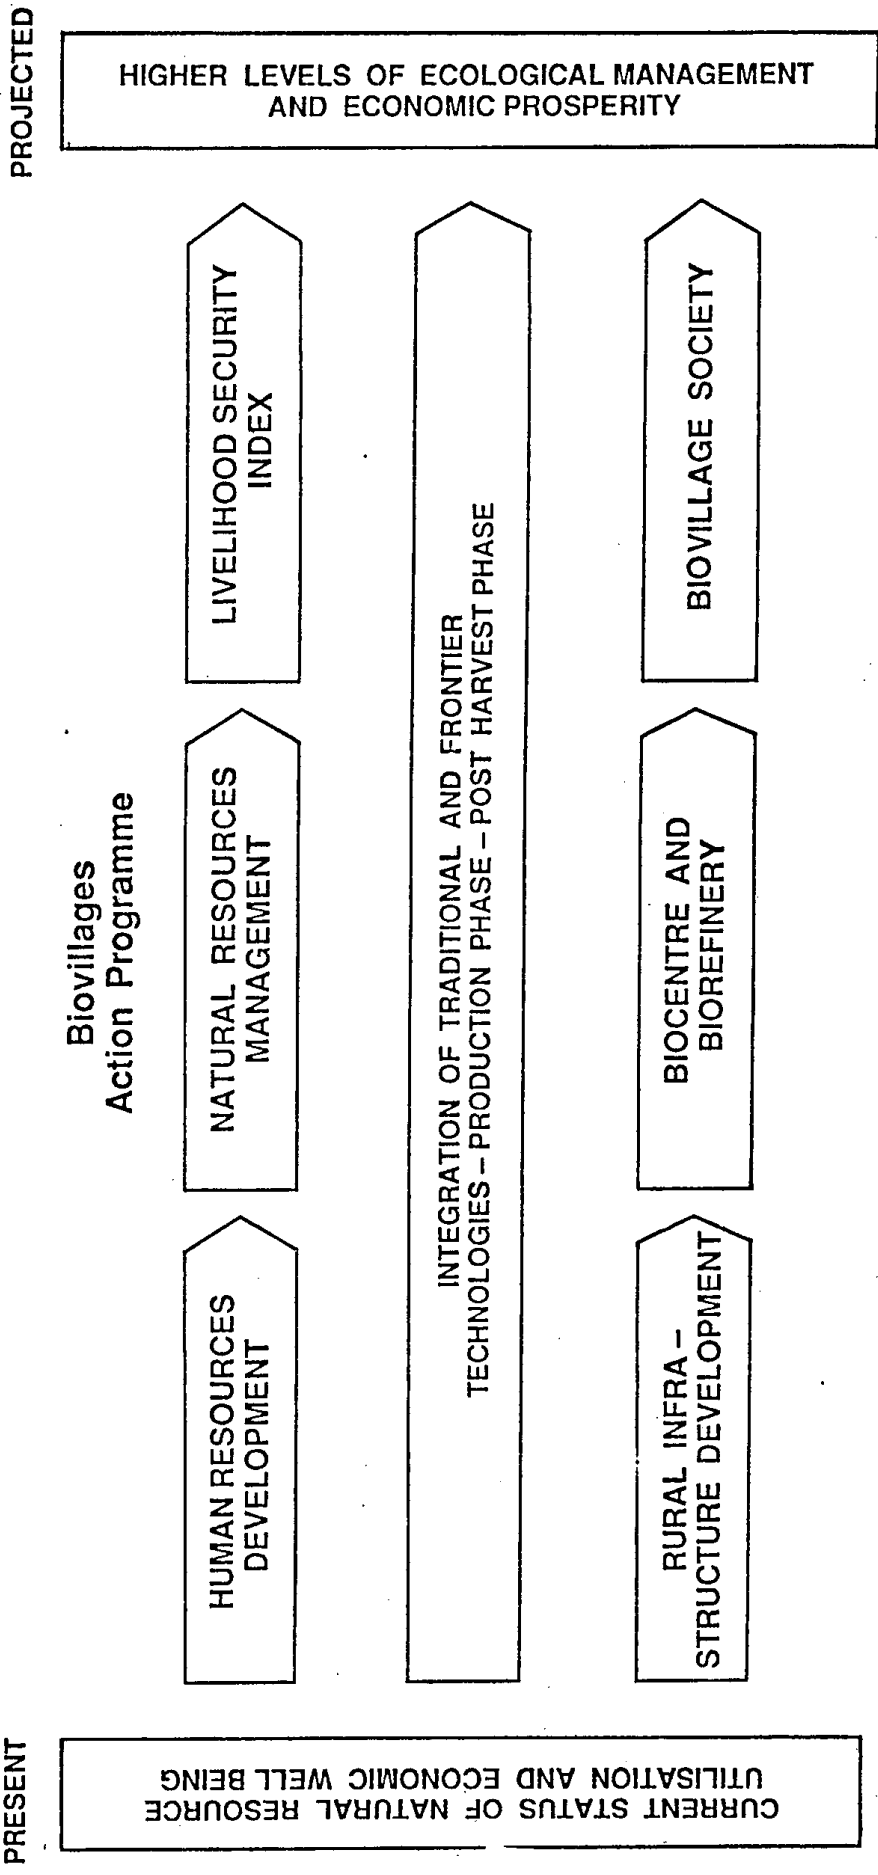 Biovillages
Action Programme
PRESENT
PROJECTED
CURRENT STATUS OF NATURAL RESOURCE
UTILISATION AND ECONOMIC WELL BEING
HUMAN RESOURCES
DEVELOPMENT
NATURAL RESOURCES
MANAGEMENT
LIVELIHOOD SECURITY
INDEX
INTEGRATION OF TRADITIONAL AND FRONTIER
TECHNOLOGIES – PRODUCTION PHASE – POST HARVEST PHASE
RURAL INFRA –
STRUCTURE DEVELOPMENT
BIOCENTRE AND
BIOREFINERY
BIOVILLAGE SOCIETY
HIGHER LEVELS OF ECOLOGICAL MANAGEMENT
AND ECONOMIC PROSPERITY